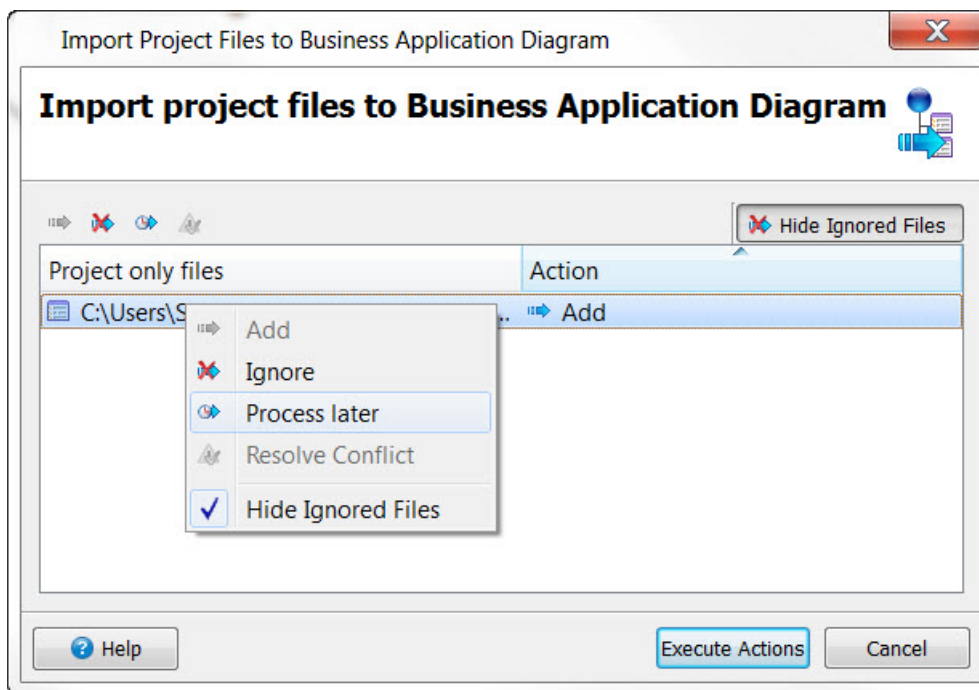 Import Project Files to Business Application Diagram
Import project files to Business Application Diagram
Hide Ignored Files
Project only files Action
C:\Users\S .. Add
Add
Ignore
Process later
Resolve Conflict
Hide Ignored Files
Help Execute Actions Cancel